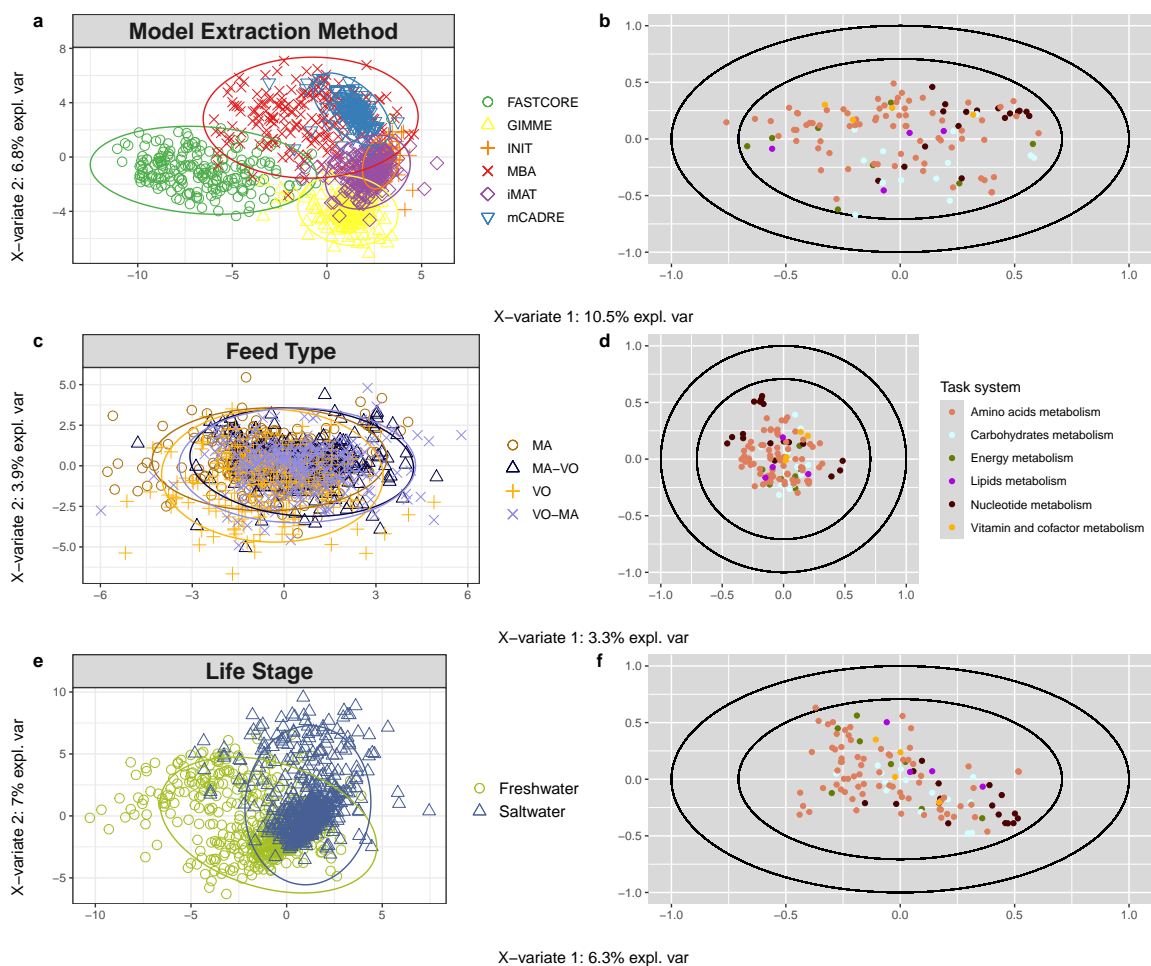 a
Model Extraction Method
X−variate 2: 6.8% expl. var
8
4
0
−4
−10
−5
0
5
FASTCORE
GIMME
INIT
MBA
iMAT
mCADRE
b
1.0
0.5
0.0
−0.5
−1.0
−1.0
−0.5
0.0
0.5
1.0
X−variate 1: 10.5% expl. var
c
Feed Type
X−variate 2: 3.9% expl. var
5.0
2.5
0.0
−2.5
−5.0
−6
−3
0
3
6
MA
MA−VO
VO
VO−MA
d
1.0
0.5
0.0
−0.5
−1.0
−1.0
−0.5
0.0
0.5
1.0
Task system
Amino acids metabolism
Carbohydrates metabolism
Energy metabolism
Lipids metabolism
Nucleotide metabolism
Vitamin and cofactor metabolism
X−variate 1: 3.3% expl. var
e
Life Stage
X−variate 2: 7% expl. var
10
5
0
−5
−10
−5
0
5
Freshwater
Saltwater
f
1.0
0.5
0.0
−0.5
−1.0
−1.0
−0.5
0.0
0.5
1.0
X−variate 1: 6.3% expl. var